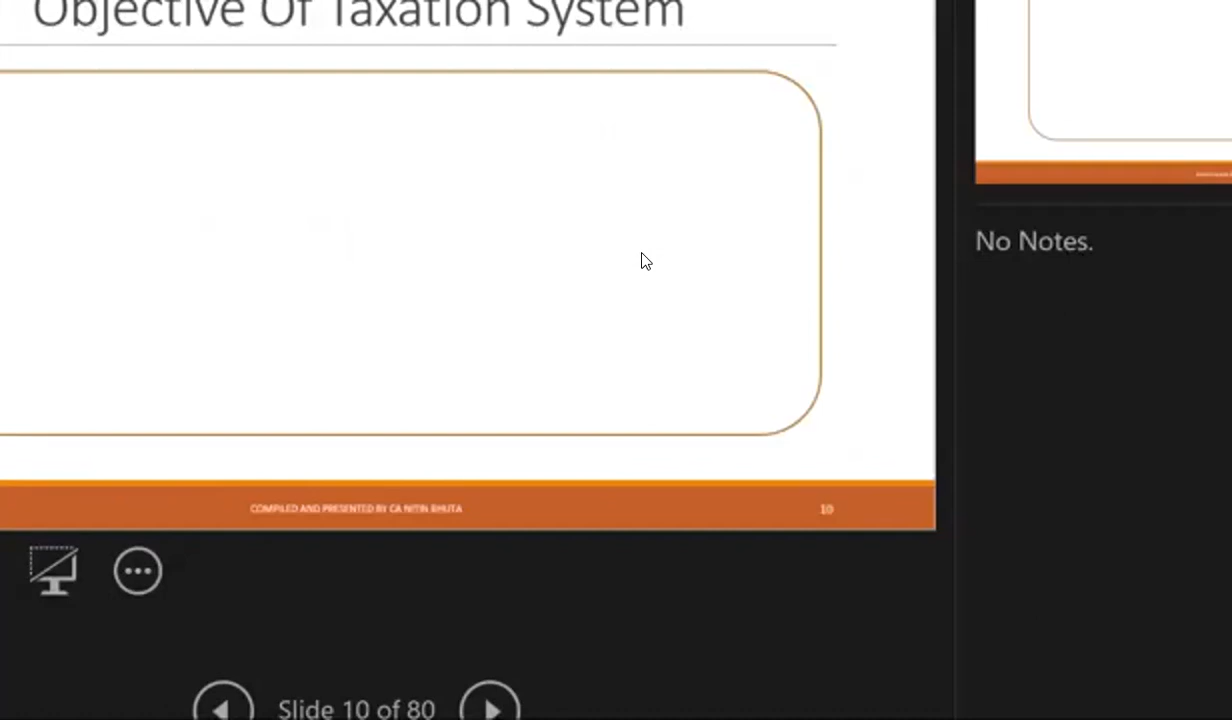 Objective Of Taxation System
No Notes.
COMPILED AND PRESENTED BY CA NITIN BHUTA
10
Slide 10 of 80